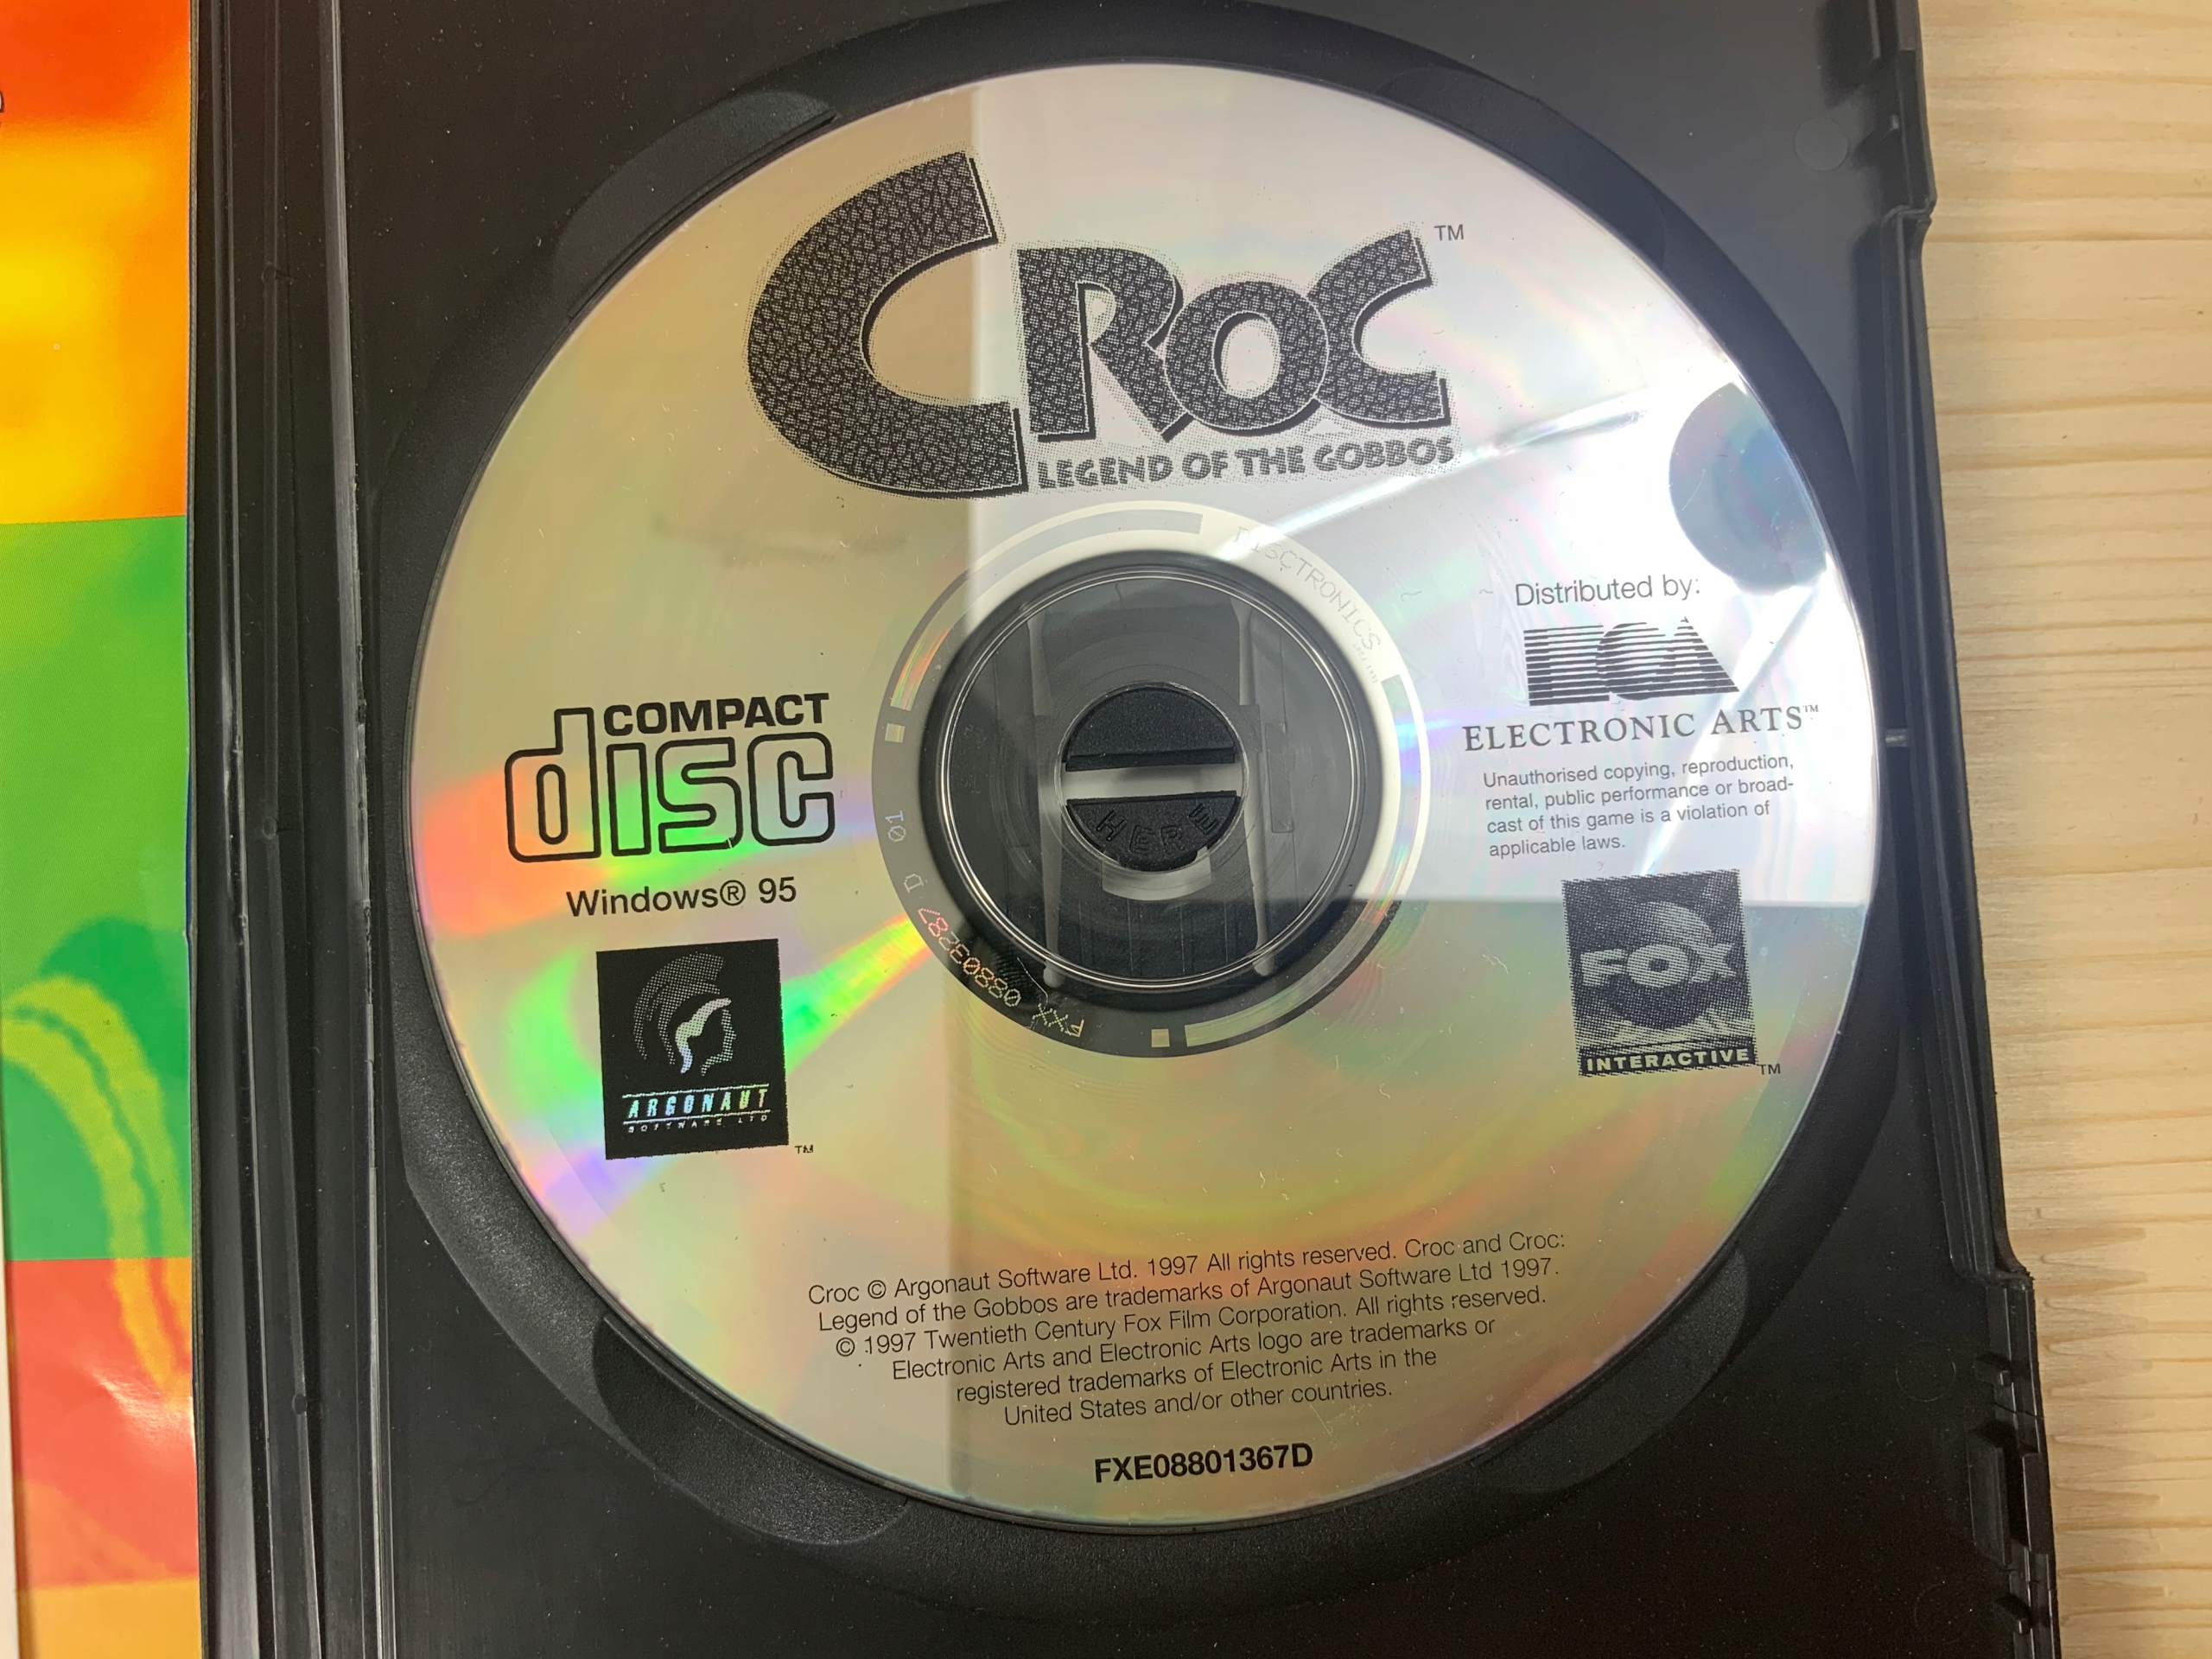 CROC™
LEGEND OF THE GOBBOS
DISCTRONICS
Distributed by:
EA
ELECTRONIC ARTS™
Unauthorised copying, reproduction,
rental, public performance or broad-
cast of this game is a violation of
applicable laws.
COMPACT
disc
Windows® 95
HERE
FXX 08803287 D 01
ARGONAUT
SOFTWARE LTD
TM
FOX
INTERACTIVE
TM
Croc © Argonaut Software Ltd. 1997 All rights reserved. Croc and Croc:
Legend of the Gobbos are trademarks of Argonaut Software Ltd 1997.
© 1997 Twentieth Century Fox Film Corporation. All rights reserved.
Electronic Arts and Electronic Arts logo are trademarks or
registered trademarks of Electronic Arts in the
United States and/or other countries.
FXE08801367D